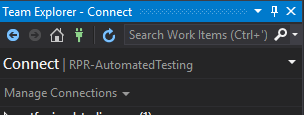 Team Explorer - Connect
Search Work Items (Ctrl+')
Connect | RPR-AutomatedTesting
Manage Connections